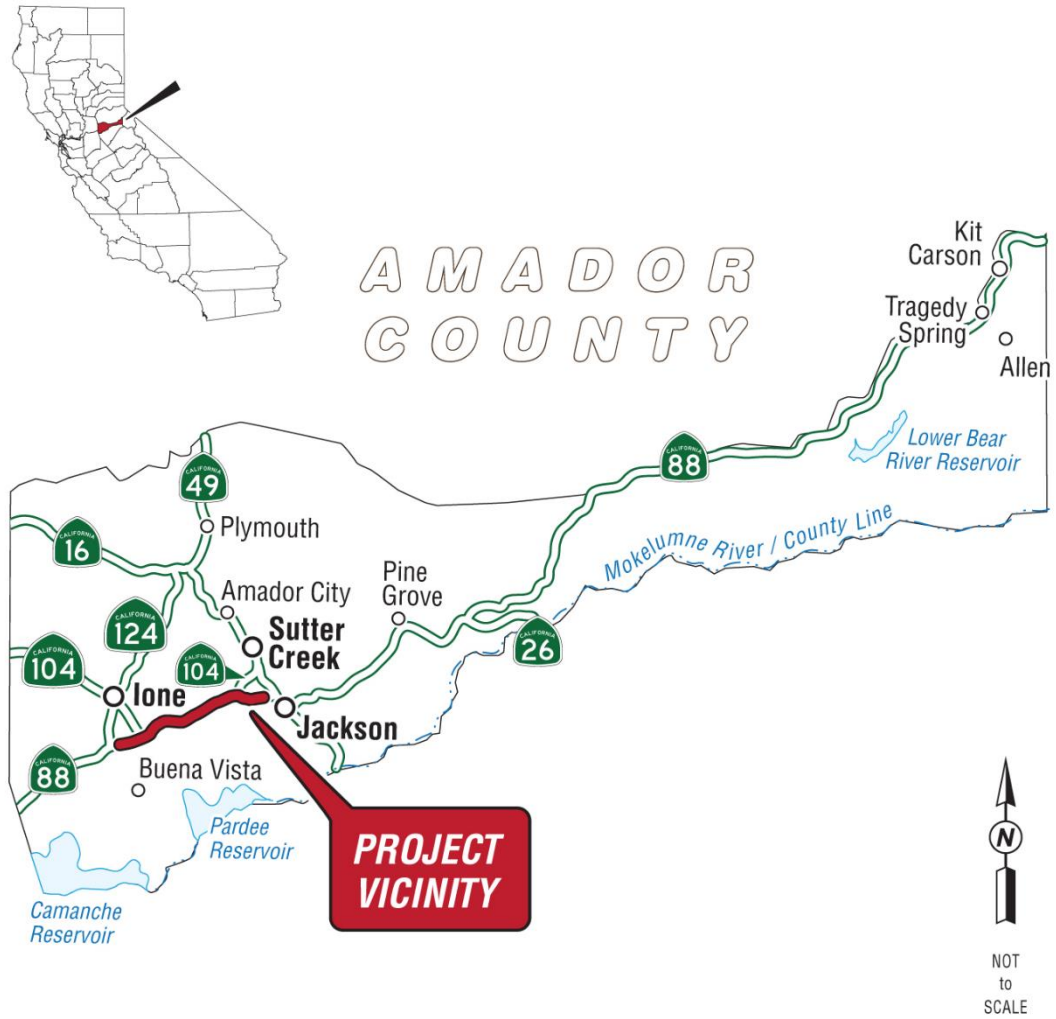 AMADOR
COUNTY
Kit
Carson
Tragedy
Spring
Allen
Lower Bear
River Reservoir
CALIFORNIA
88
Mokelumne River / County Line
CALIFORNIA
49
Plymouth
CALIFORNIA
16
Amador City
Pine
Grove
CALIFORNIA
26
CALIFORNIA
124
Sutter
Creek
CALIFORNIA
104
CALIFORNIA
104
Ione
Jackson
CALIFORNIA
88
Buena Vista
Pardee
Reservoir
PROJECT
VICINITY
Camanche
Reservoir
N
NOT
to
SCALE